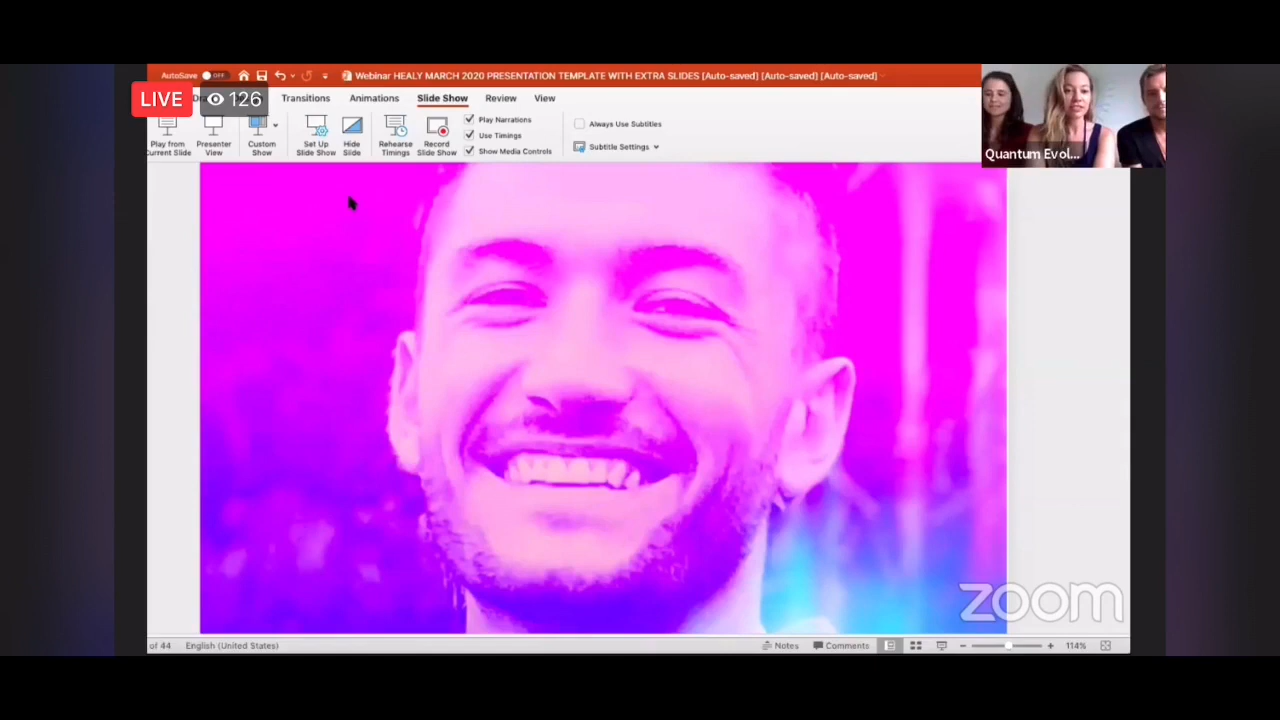 AutoSave OFF
Webinar HEALY MARCH 2020 PRESENTATION TEMPLATE WITH EXTRA SLIDES [Auto-saved] [Auto-saved] [Auto-saved]
LIVE 126
Transitions Animations Slide Show Review View
Play from Current Slide
Presenter View
Custom Show
Set Up Slide Show
Hide Slide
Rehearse Timings
Record Slide Show
Play Narrations
Use Timings
Show Media Controls
Always Use Subtitles
Subtitle Settings
Quantum Evol...
zoom
of 44 English (United States) Notes Comments 114%